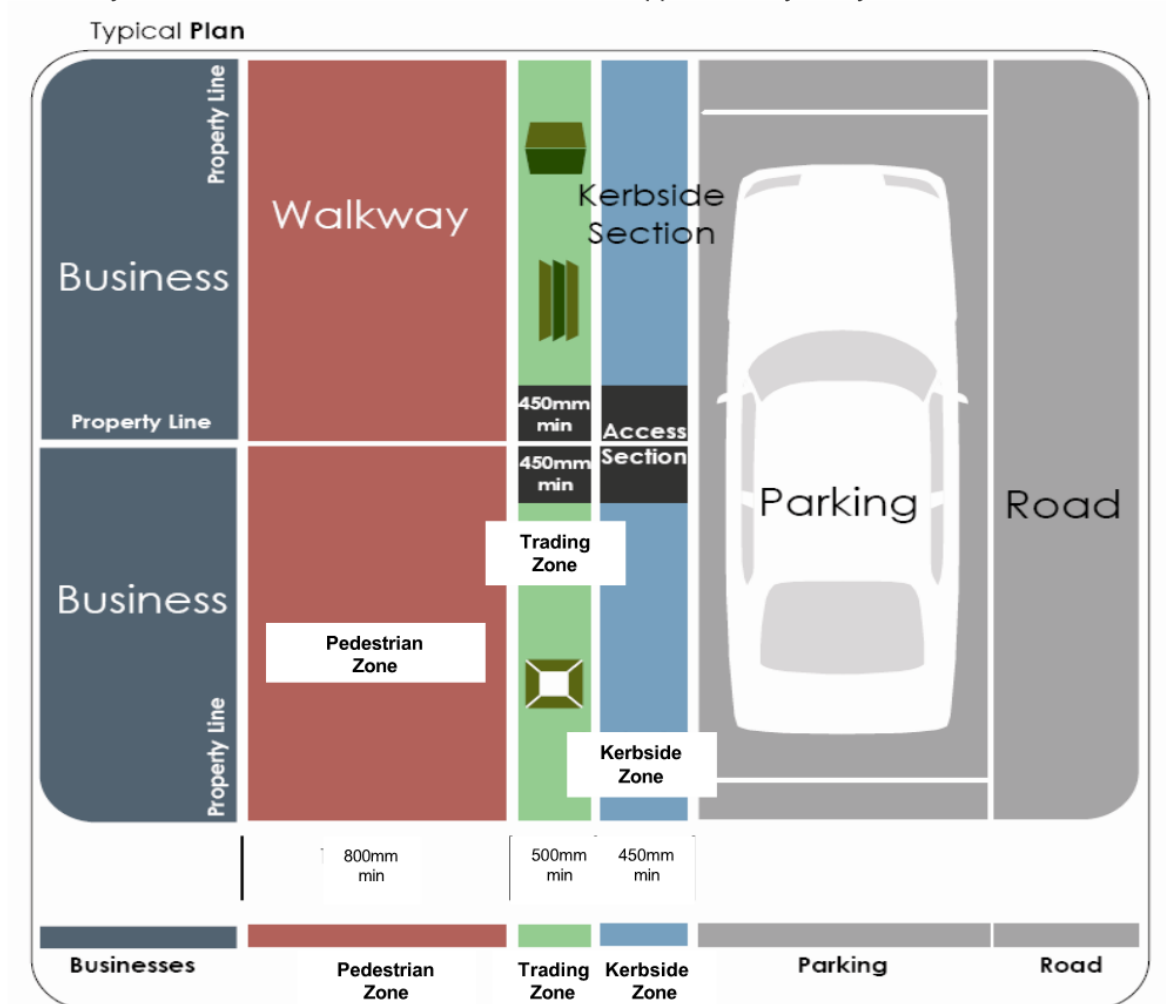 Typical Plan
Property Line
Walkway
Kerbside
Section
Business
Property Line
450mm
min
Access
450mm
min
Section
Parking
Road
Trading
Zone
Business
Pedestrian
Zone
Property Line
Kerbside
Zone
800mm
min
500mm
min
450mm
min
Businesses
Pedestrian
Zone
Trading
Zone
Kerbside
Zone
Parking
Road